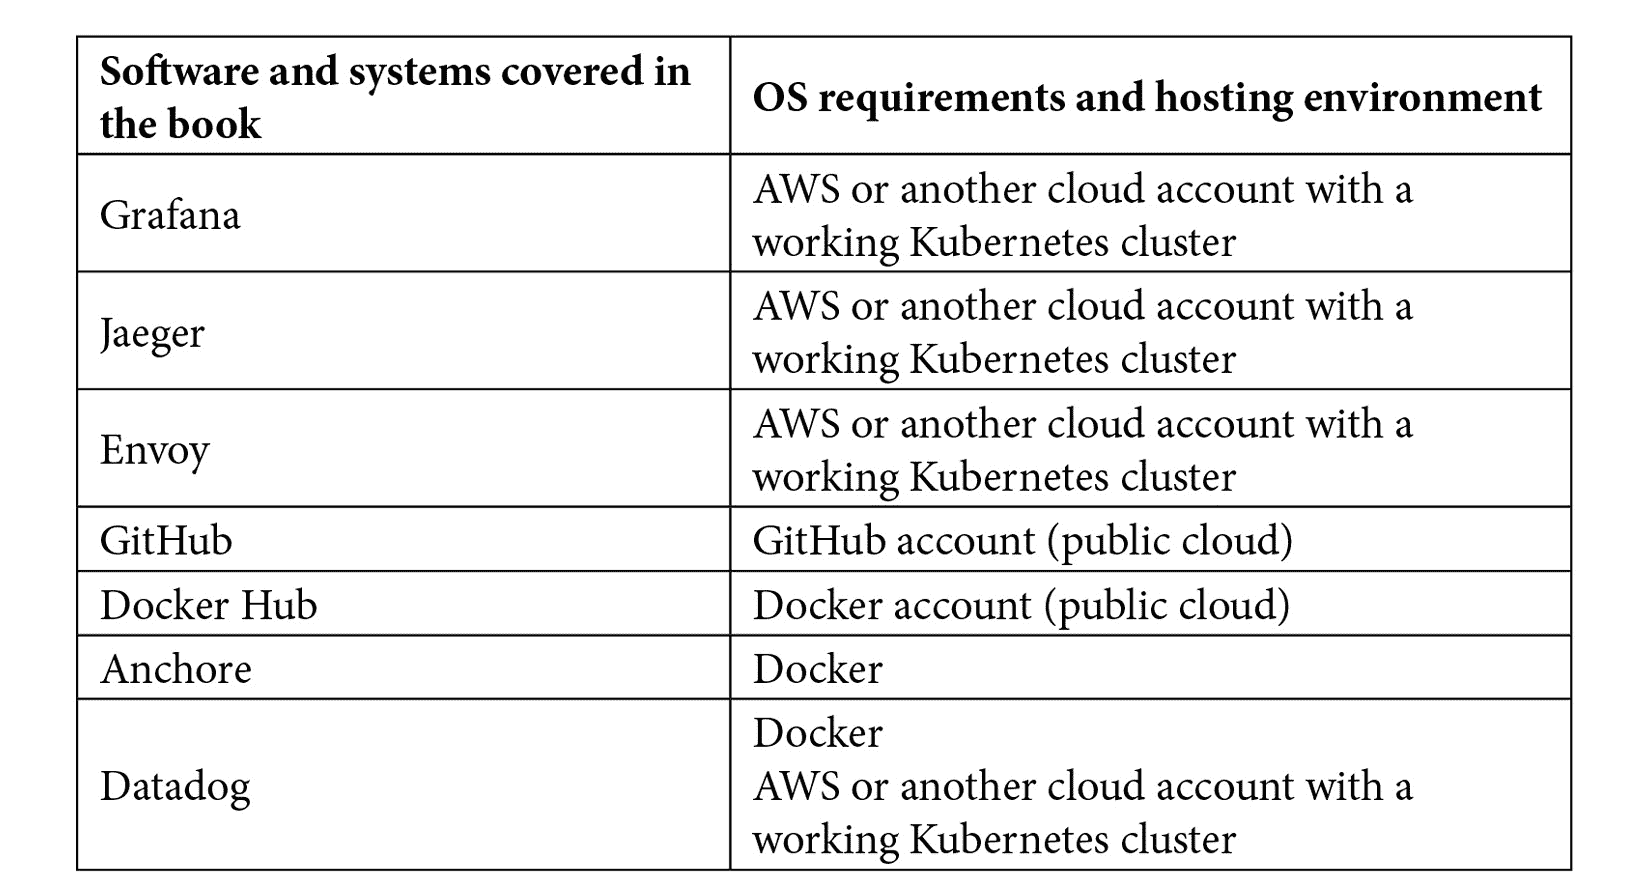 Software and systems covered in
the book
OS requirements and hosting environment
Grafana
AWS or another cloud account with a
working Kubernetes cluster
Jaeger
AWS or another cloud account with a
working Kubernetes cluster
Envoy
AWS or another cloud account with a
working Kubernetes cluster
GitHub
GitHub account (public cloud)
Docker Hub
Docker account (public cloud)
Anchore
Docker
Datadog
Docker
AWS or another cloud account with a
working Kubernetes cluster